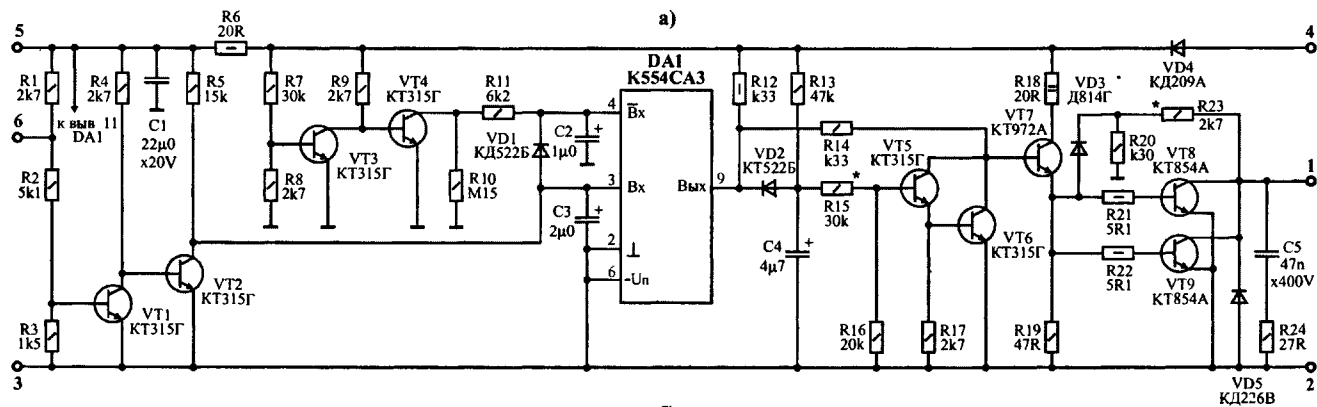 а)
5
4
6
3
1
2
R1
2k7
R4
2k7
к выв 11
DA1
C1
22µ0
x20V
R5
15k
R6
20R
R2
5k1
R3
1k5
VT1
КТ315Г
VT2
КТ315Г
R7
30k
R8
2k7
R9
2k7
VT3
КТ315Г
VT4
КТ315Г
R10
M15
R11
6k2
VD1
КД522Б
C2
1µ0
+
C3
2µ0
+
DA1
K554CA3
4
Вх
3
Вх
2
⊥
6
-Uп
Вых
9
R12
k33
R13
47k
R14
k33
VD2
КТ522Б
R15
30k
*
C4
4µ7
+
R16
20k
VT5
КТ315Г
VT6
КТ315Г
R17
2k7
R18
20R
VT7
КТ972А
R19
47R
VD3
Д814Г
VD4
КД209А
*
R23
2k7
R20
k30
R21
5R1
VT8
КТ854А
R22
5R1
VT9
КТ854А
C5
47n
x400V
R24
27R
VD5
КД226В